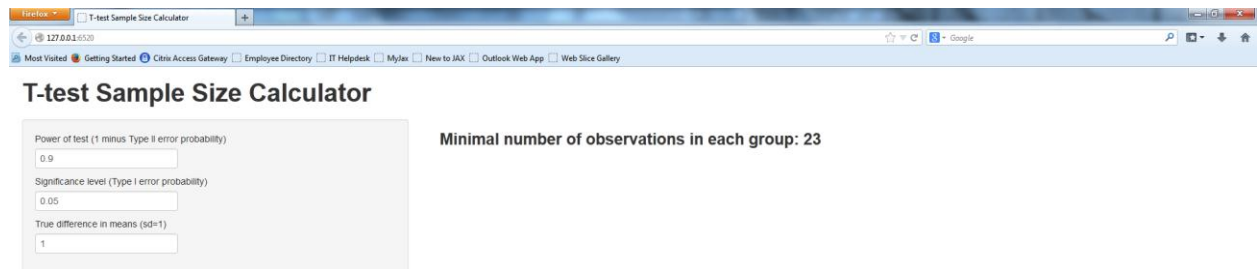 Firefox
T-test Sample Size Calculator
127.0.0.1:6520
Google
Most Visited Getting Started Citrix Access Gateway Employee Directory IT Helpdesk MyJax New to JAX Outlook Web App Web Slice Gallery
T-test Sample Size Calculator
Power of test (1 minus Type II error probability)
0.9
Significance level (Type I error probability)
0.05
True difference in means (sd=1)
1
Minimal number of observations in each group: 23